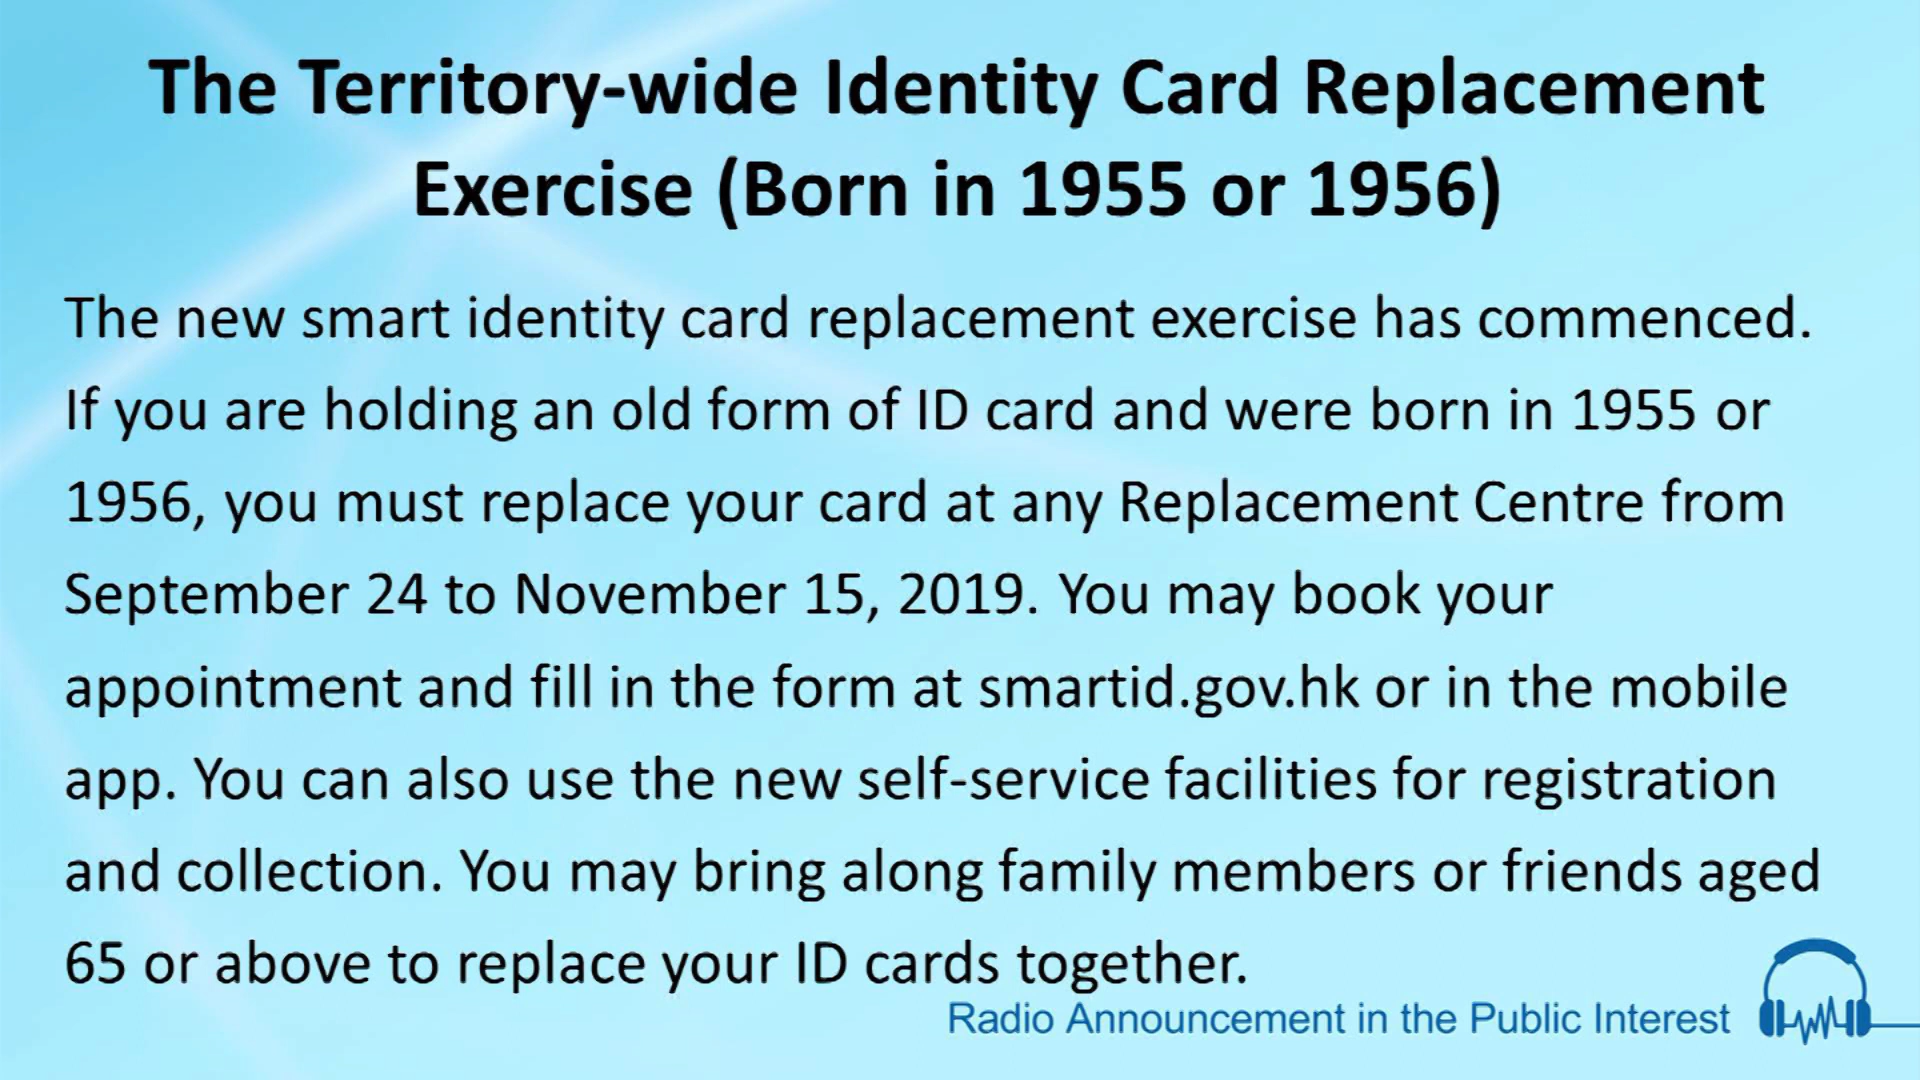 The Territory-wide Identity Card Replacement
Exercise (Born in 1955 or 1956)
The new smart identity card replacement exercise has commenced.
If you are holding an old form of ID card and were born in 1955 or
1956, you must replace your card at any Replacement Centre from
September 24 to November 15, 2019. You may book your
appointment and fill in the form at smartid.gov.hk or in the mobile
app. You can also use the new self-service facilities for registration
and collection. You may bring along family members or friends aged
65 or above to replace your ID cards together.
Radio Announcement in the Public Interest